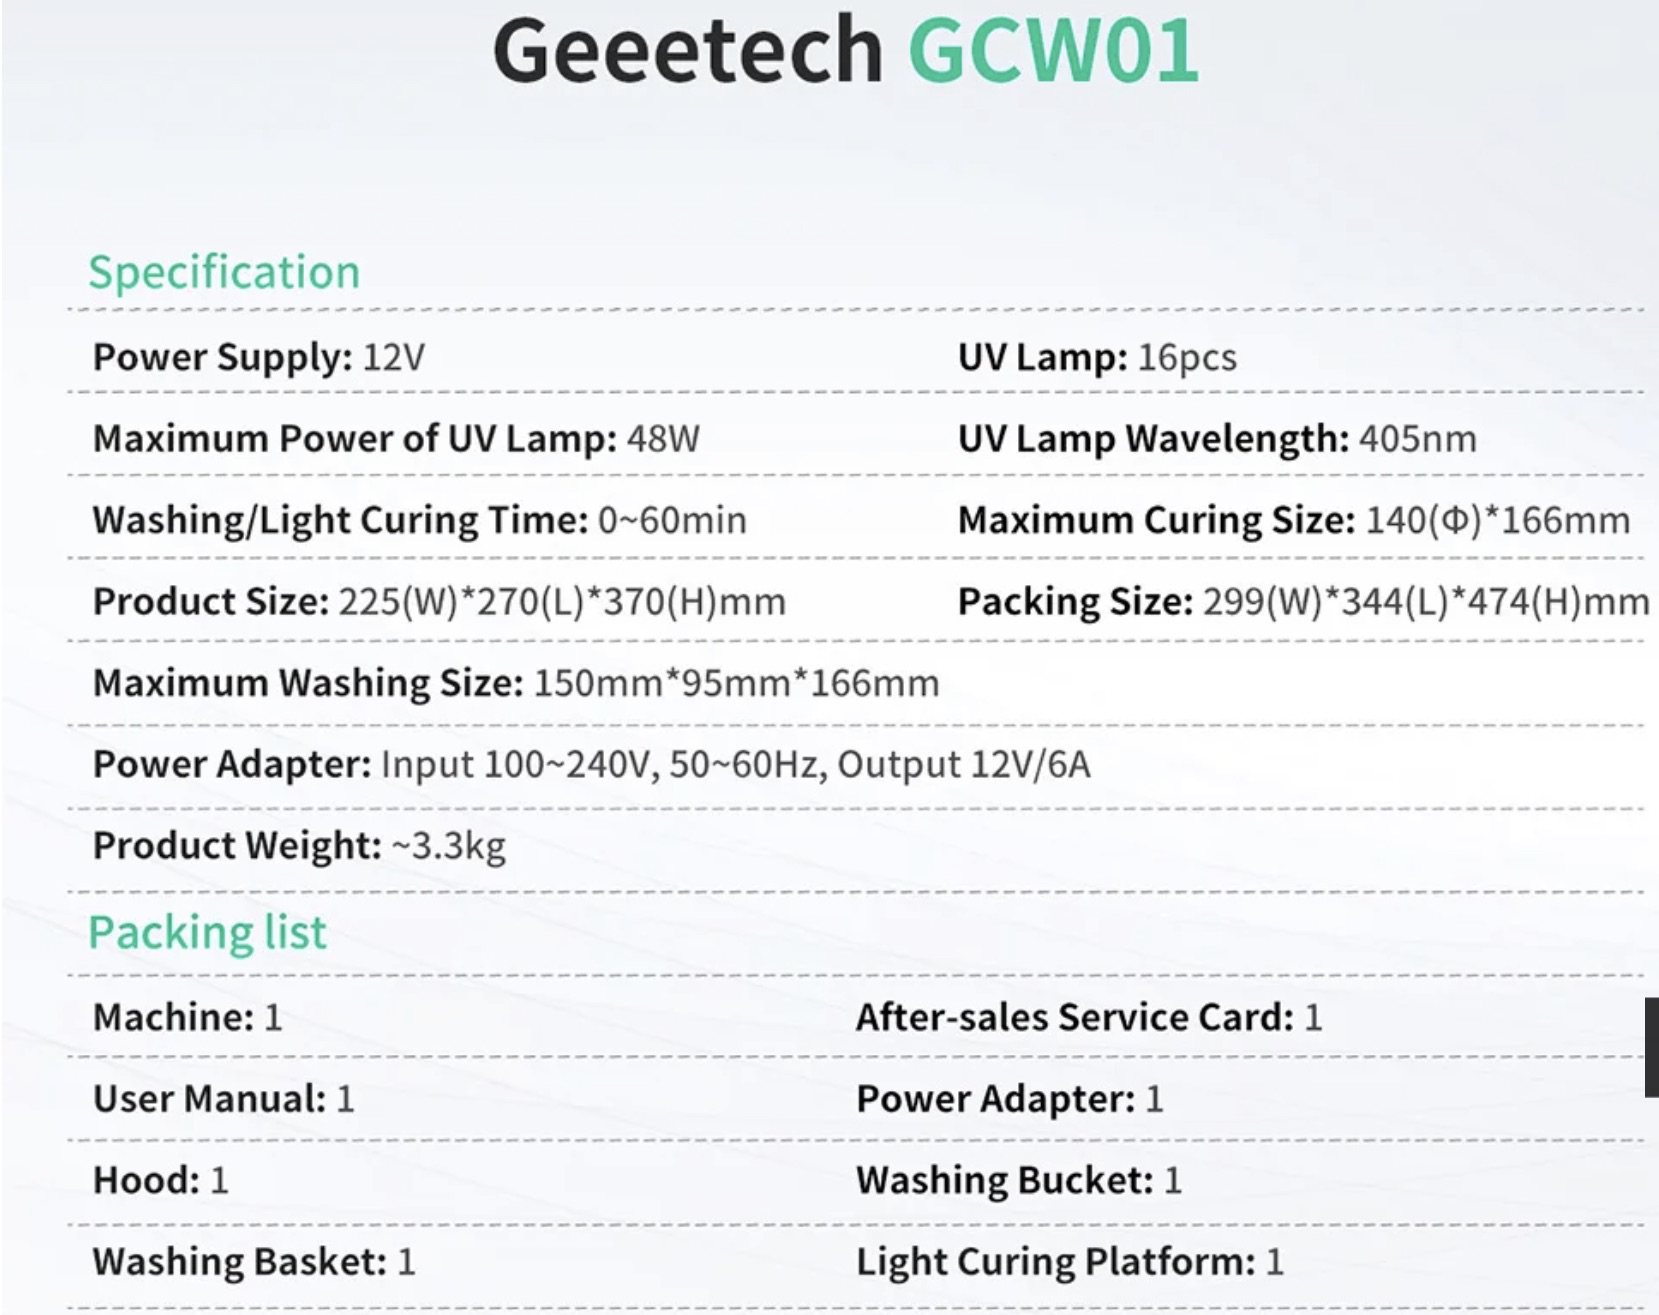 Geeetech GCW01
Specification
Power Supply: 12V
UV Lamp: 16pcs
Maximum Power of UV Lamp: 48W
UV Lamp Wavelength: 405nm
Washing/Light Curing Time: 0~60min
Maximum Curing Size: 140(Φ)*166mm
Product Size: 225(W)*270(L)*370(H)mm
Packing Size: 299(W)*344(L)*474(H)mm
Maximum Washing Size: 150mm*95mm*166mm
Power Adapter: Input 100~240V, 50~60Hz, Output 12V/6A
Product Weight: ~3.3kg
Packing list
Machine: 1
After-sales Service Card: 1
User Manual: 1
Power Adapter: 1
Hood: 1
Washing Bucket: 1
Washing Basket: 1
Light Curing Platform: 1